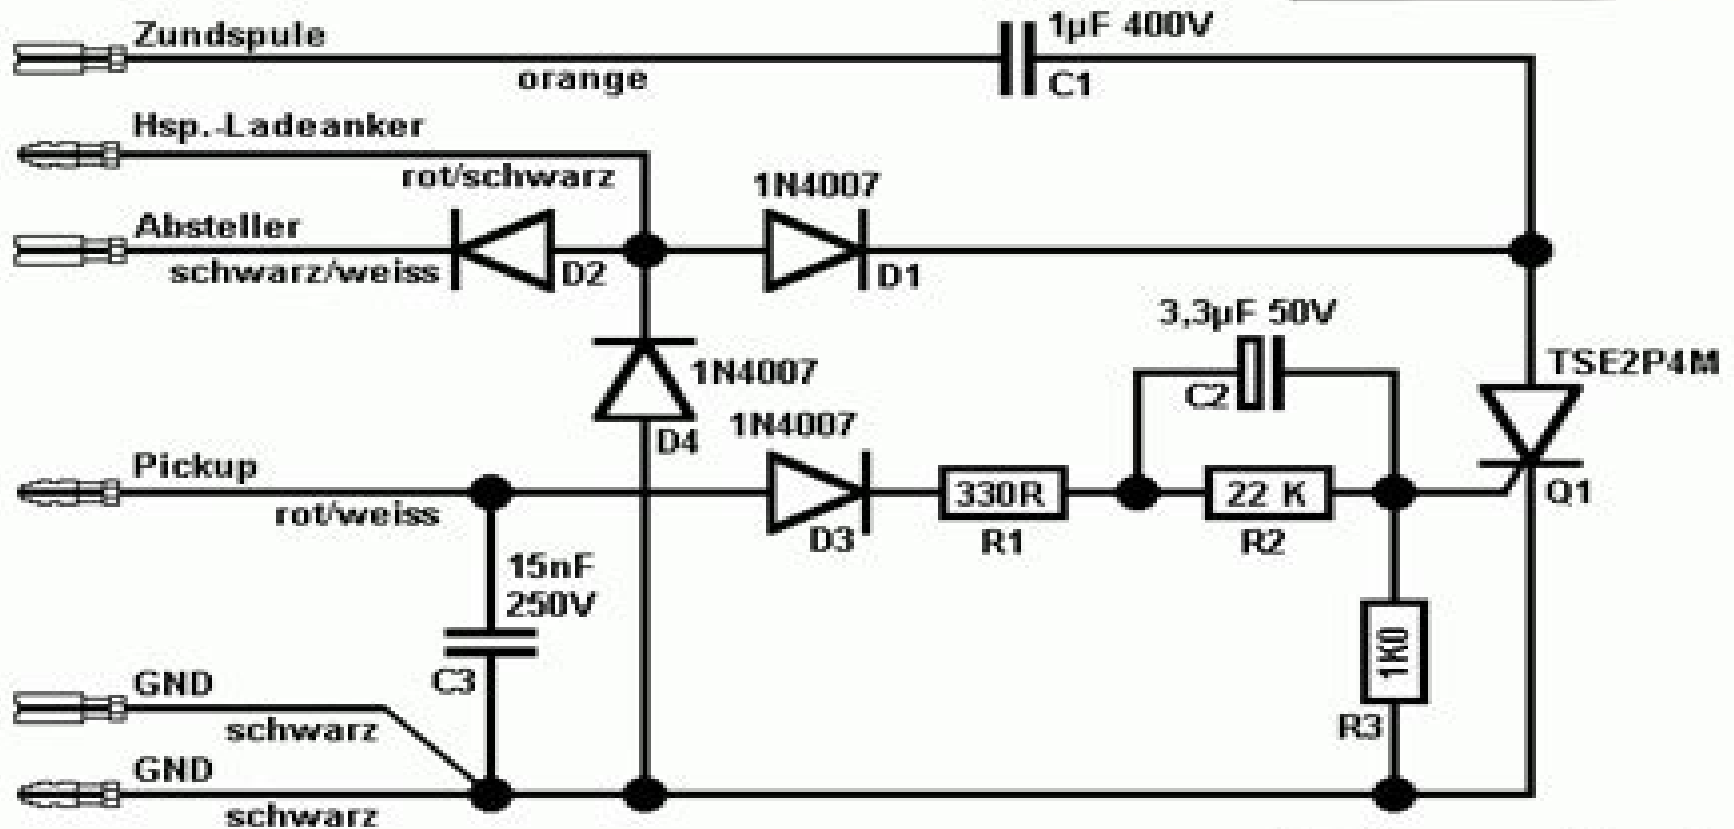 Zundspule
1µF 400V
orange
C1
Hsp.-Ladeanker
rot/schwarz
1N4007
Absteller
schwarz/weiss
D2
D1
3,3µF 50V
TSE2P4M
1N4007
C2
D4
1N4007
Pickup
rot/weiss
330R
22 K
Q1
D3
R1
R2
15nF
250V
1K0
C3
GND
schwarz
R3
GND
schwarz